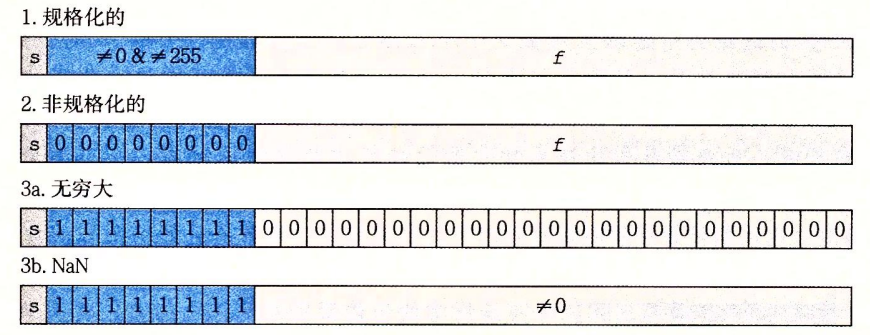 1. 规格化的
s ≠0&≠255 f
2. 非规格化的
s 0 0 0 0 0 0 0 0 f
3a. 无穷大
s 1 1 1 1 1 1 1 1 0 0 0 0 0 0 0 0 0 0 0 0 0 0 0 0 0 0 0 0 0 0 0
3b. NaN
s 1 1 1 1 1 1 1 1 ≠0